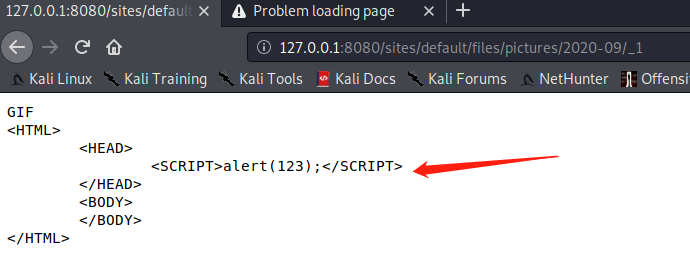 127.0.0.1:8080/sites/defaul
Problem loading page
127.0.0.1:8080/sites/default/files/pictures/2020-09/_1
Kali Linux Kali Training Kali Tools Kali Docs Kali Forums NetHunter Offensi
GIF
<HTML>
<HEAD>
<SCRIPT>alert(123);</SCRIPT>
</HEAD>
<BODY>
</BODY>
</HTML>